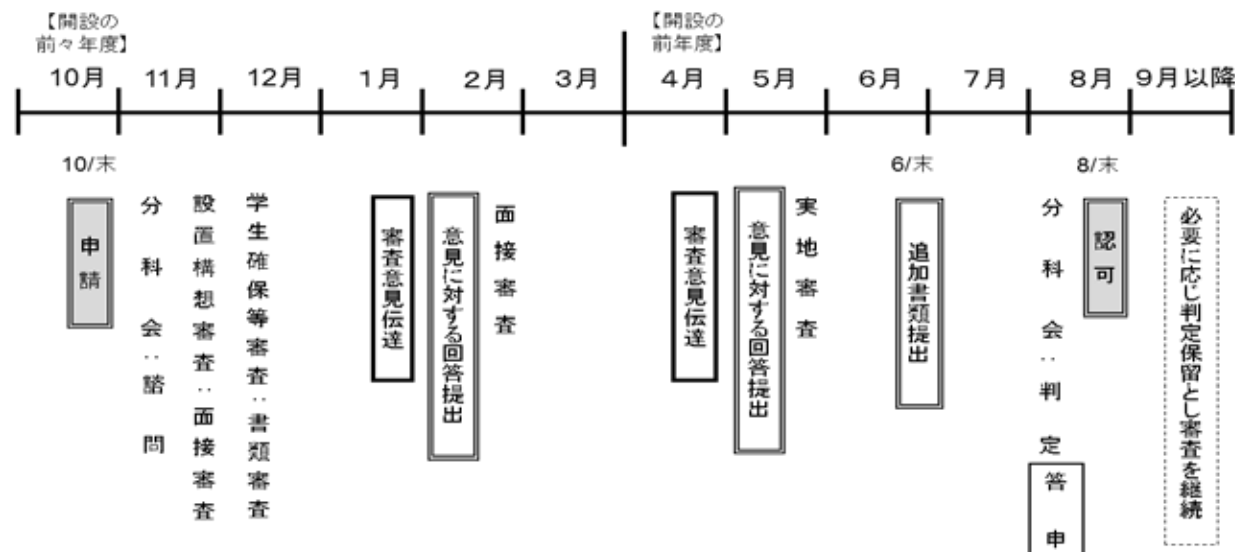 【開設の
前々年度】
【開設の
前年度】
10月
11月
12月
1月
2月
3月
4月
5月
6月
7月
8月
9月以降
10/末
6/末
8/末
申請
分科会：諮問
設置構想審査：面接審査
学生確保等審査：書類審査
審査意見伝達
意見に対する回答提出
面接審査
審査意見伝達
意見に対する回答提出
実地審査
追加書類提出
分科会：判定
答申
認可
必要に応じ判定保留とし審査を継続